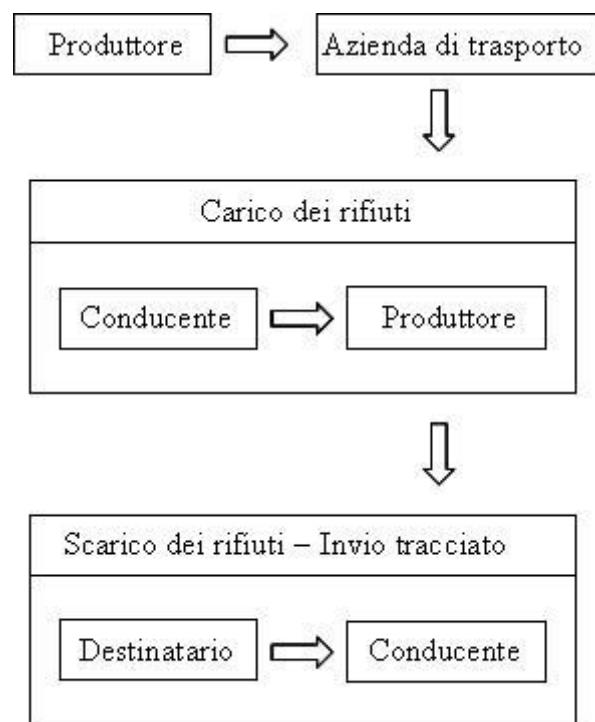 Produttore
Azienda di trasporto
Carico dei rifiuti
Conducente
Produttore
Scarico dei rifiuti – Invio tracciato
Destinatario
Conducente